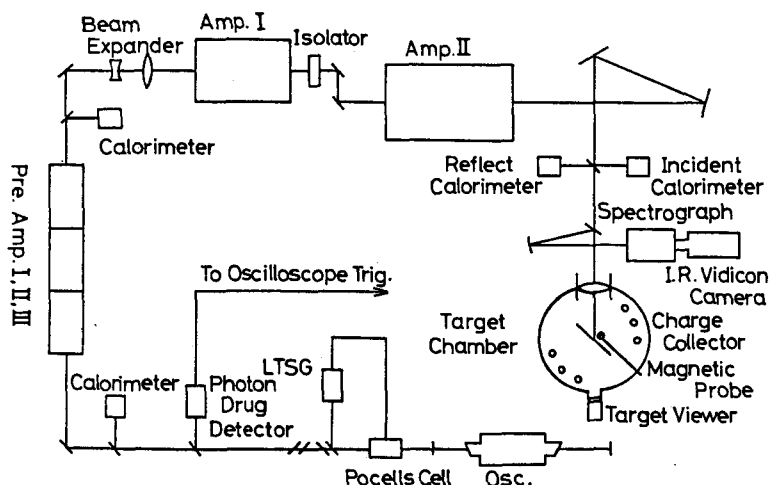 Beam
Expander
Amp. I
Isolator
Amp. II
Calorimeter
Reflect
Calorimeter
Incident
Calorimeter
Spectrograph
I.R. Vidicon
Camera
Pre. Amp. I, II, III
To Oscilloscope Trig.
Target
Chamber
Charge
Collector
Magnetic
Probe
Target Viewer
Calorimeter
Photon
Drug
Detector
LTSG
Pocells Cell
Osc.